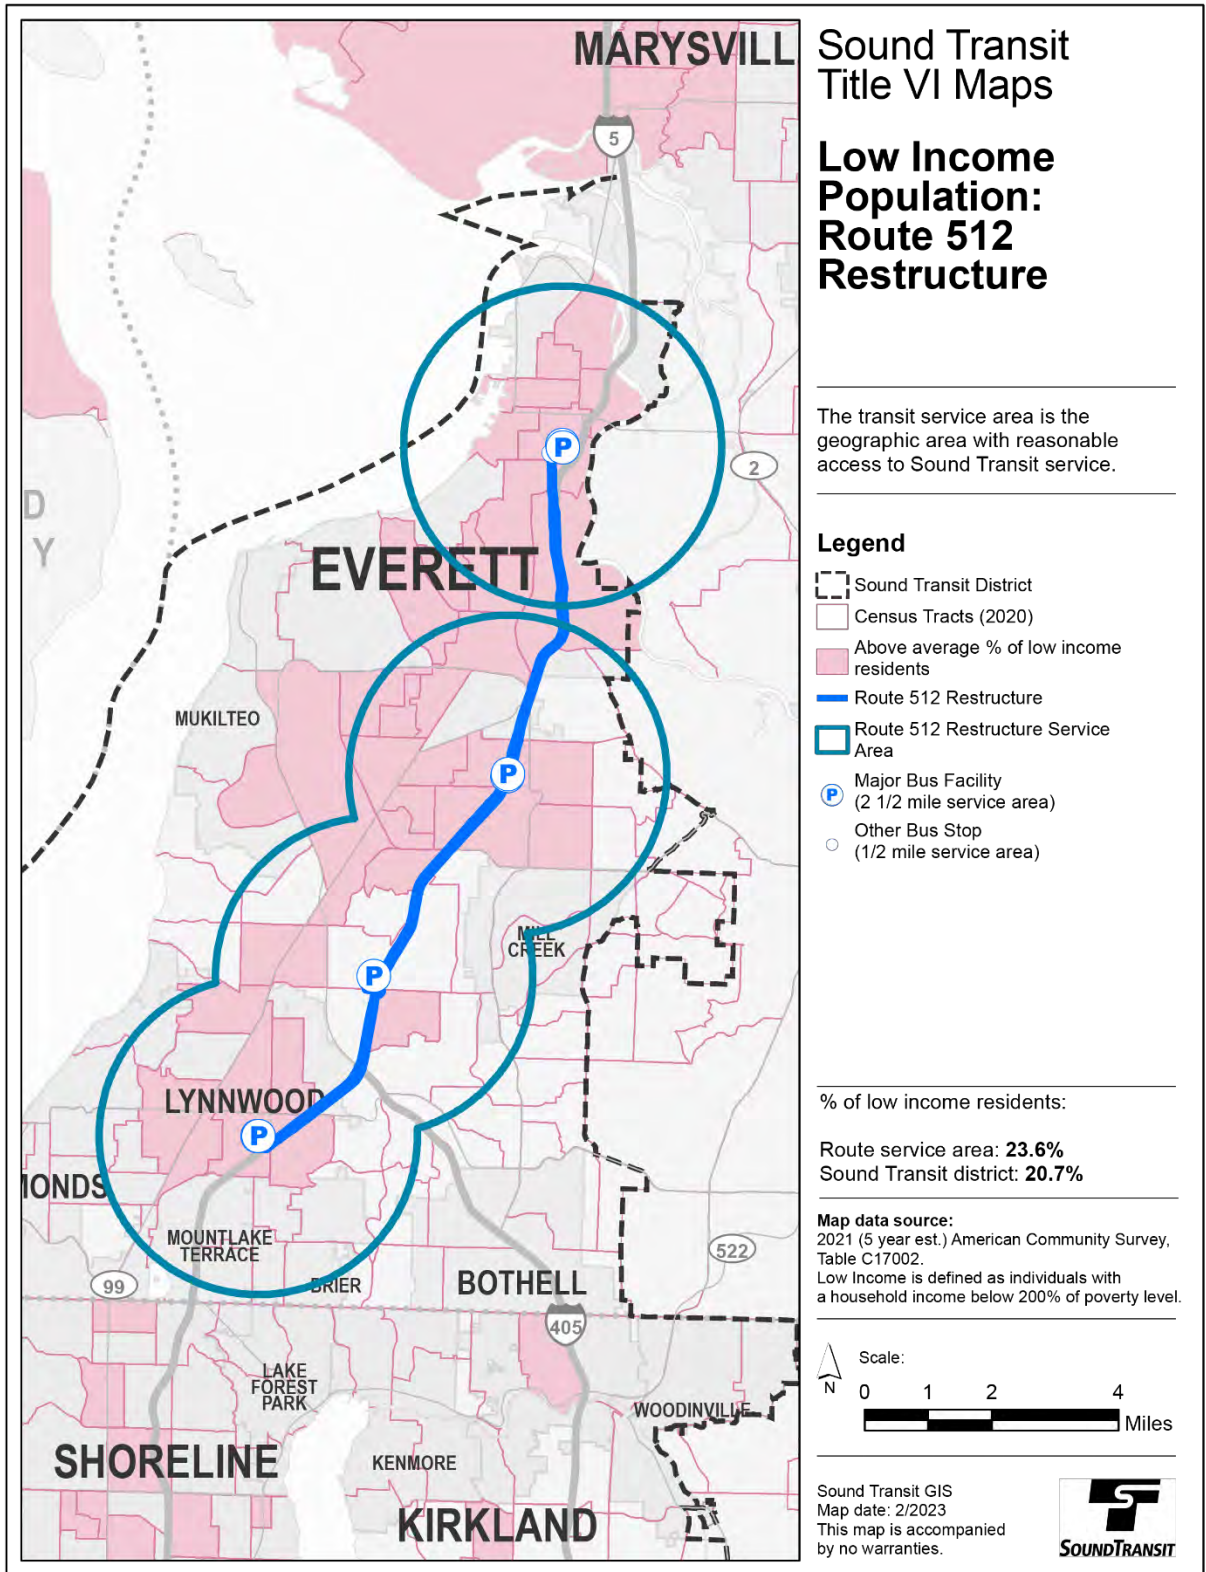 MARYSVILL
5
2
D
Y
EVERETT
MUKILTEO
P
P
P
P
MILL
CREEK
LYNNWOOD
MONDS
MOUNTLAKE
TERRACE
BRIER
99
BOTHELL
522
405
LAKE
FOREST
PARK
WOODINVILLE
SHORELINE
KENMORE
KIRKLAND
Sound Transit
Title VI Maps
Low Income
Population:
Route 512
Restructure
The transit service area is the
geographic area with reasonable
access to Sound Transit service.
Legend
Sound Transit District
Census Tracts (2020)
Above average % of low income
residents
Route 512 Restructure
Route 512 Restructure Service
Area
P
Major Bus Facility
(2 1/2 mile service area)
Other Bus Stop
(1/2 mile service area)
% of low income residents:
Route service area: 23.6%
Sound Transit district: 20.7%
Map data source:
2021 (5 year est.) American Community Survey,
Table C17002.
Low Income is defined as individuals with
a household income below 200% of poverty level.
N
Scale:
0 1 2 4
Miles
Sound Transit GIS
Map date: 2/2023
This map is accompanied
by no warranties.
SOUNDTRANSIT